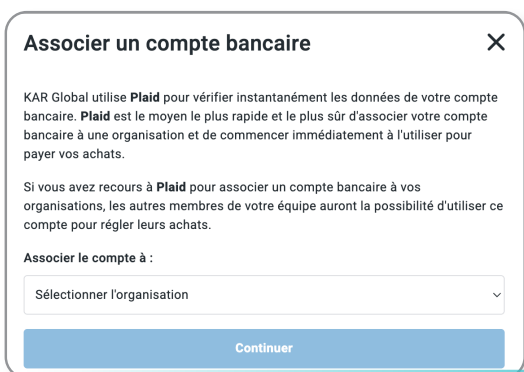 Associer un compte bancaire
KAR Global utilise Plaid pour vérifier instantanément les données de votre compte
bancaire. Plaid est le moyen le plus rapide et le plus sûr d'associer votre compte
bancaire à une organisation et de commencer immédiatement à l'utiliser pour
payer vos achats.
Si vous avez recours à Plaid pour associer un compte bancaire à vos
organisations, les autres membres de votre équipe auront la possibilité d'utiliser ce
compte pour régler leurs achats.
Associer le compte à :
Sélectionner l'organisation
Continuer